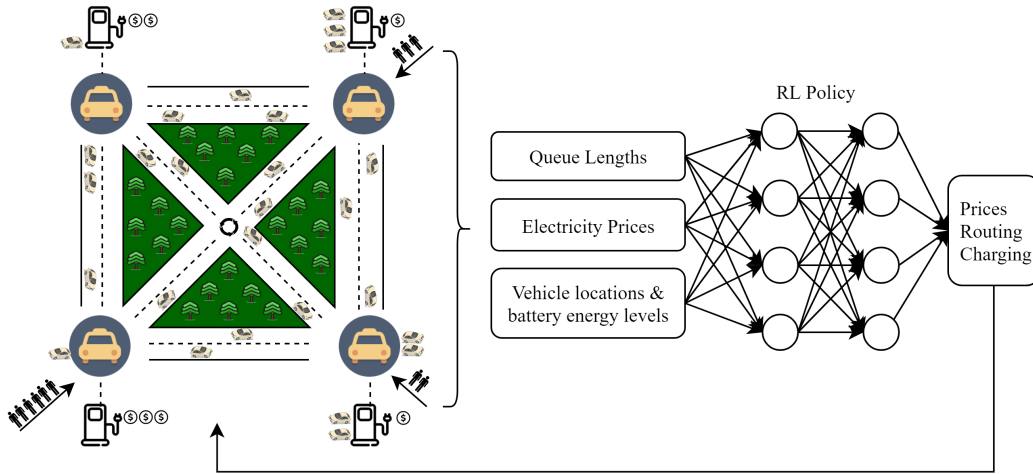 $ $
$
RL Policy
Queue Lengths
Electricity Prices
Vehicle locations &
battery energy levels
Prices
Routing
Charging
$ $ $
$